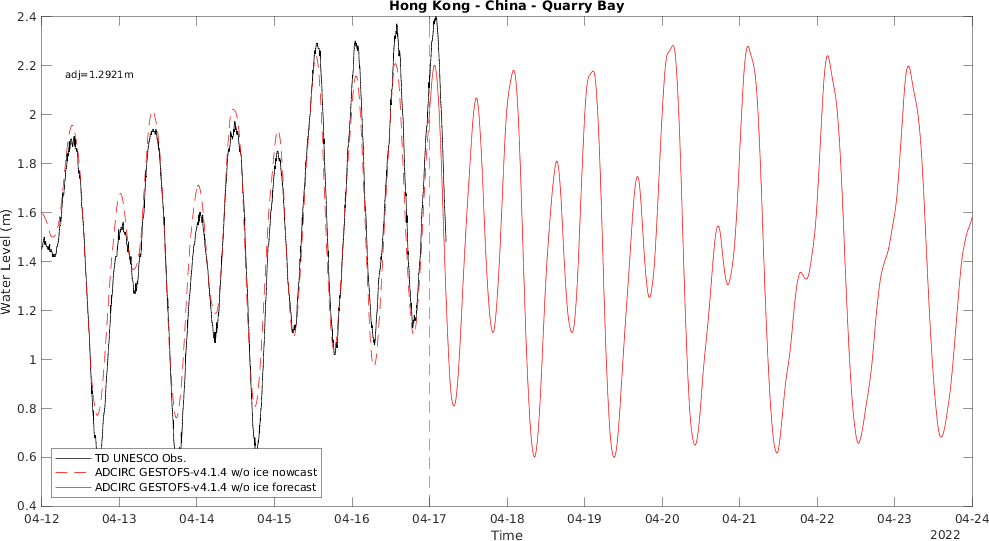 Hong Kong - China - Quarry Bay
2.4
2.2
2
1.8
1.6
1.4
1.2
1
0.8
0.6
0.4
Water Level (m)
adj=1.2921m
TD UNESCO Obs.
ADCIRC GESTOFS-v4.1.4 w/o ice nowcast
ADCIRC GESTOFS-v4.1.4 w/o ice forecast
04-12 04-13 04-14 04-15 04-16 04-17 04-18 04-19 04-20 04-21 04-22 04-23 04-24
Time
2022